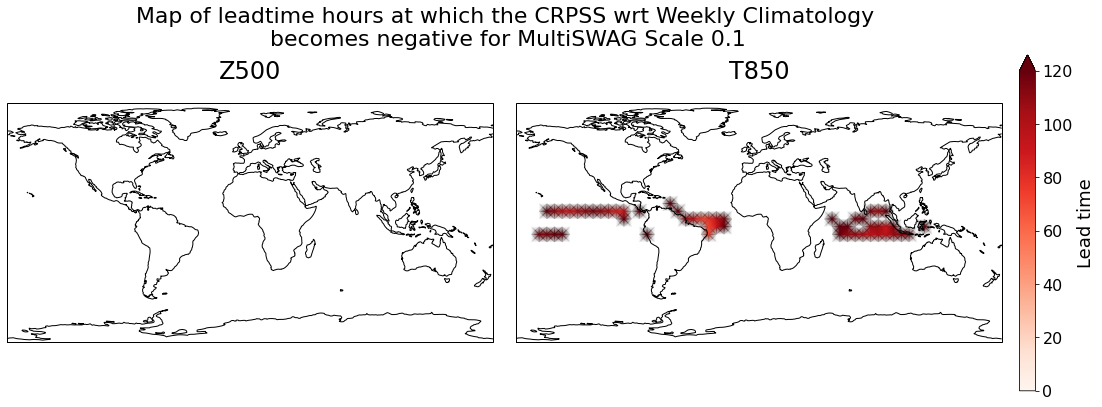 Map of leadtime hours at which the CRPSS wrt Weekly Climatology
becomes negative for MultiSWAG Scale 0.1
Z500
T850
120
100
80
60
40
20
0
Lead time